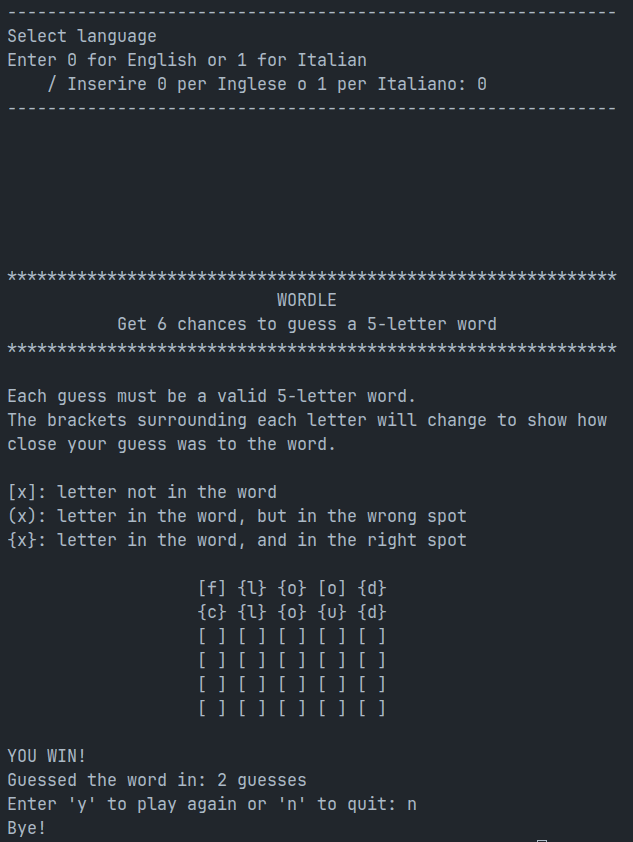 -------------------------------------------------------------
Select language
Enter 0 for English or 1 for Italian
    / Inserire 0 per Inglese o 1 per Italiano: 0
-------------------------------------------------------------
*************************************************************
                           WORDLE
           Get 6 chances to guess a 5-letter word
*************************************************************
Each guess must be a valid 5-letter word.
The brackets surrounding each letter will change to show how
close your guess was to the word.
[x]: letter not in the word
(x): letter in the word, but in the wrong spot
{x}: letter in the word, and in the right spot
                   [f] {l} {o} [o] {d}
                   {c} {l} {o} {u} {d}
                   [ ] [ ] [ ] [ ] [ ]
                   [ ] [ ] [ ] [ ] [ ]
                   [ ] [ ] [ ] [ ] [ ]
                   [ ] [ ] [ ] [ ] [ ]
YOU WIN!
Guessed the word in: 2 guesses
Enter 'y' to play again or 'n' to quit: n
Bye!